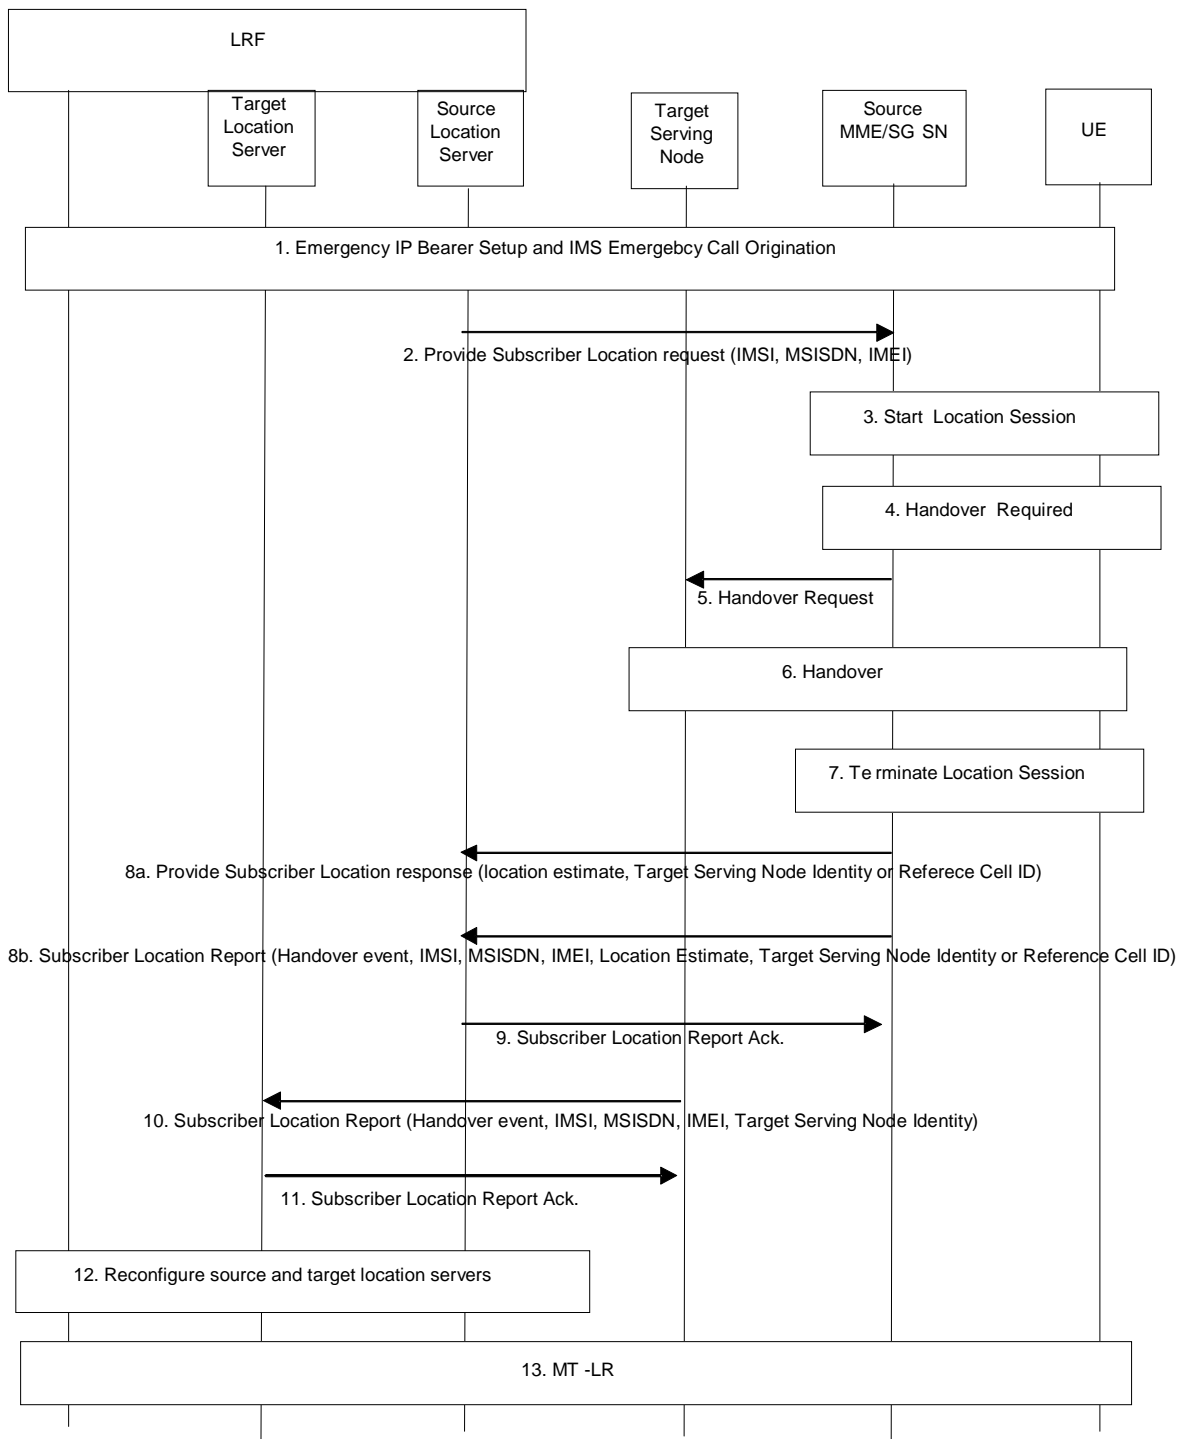 LRF
Target
Location
Server
Source
Location
Server
Target
Serving
Node
Source
MME/SG SN
UE
1. Emergency IP Bearer Setup and IMS Emergebcy Call Origination
2. Provide Subscriber Location request (IMSI, MSISDN, IMEI)
3. Start Location Session
4. Handover Required
5. Handover Request
6. Handover
7. Te rminate Location Session
8a. Provide Subscriber Location response (location estimate, Target Serving Node Identity or Referece Cell ID)
8b. Subscriber Location Report (Handover event, IMSI, MSISDN, IMEI, Location Estimate, Target Serving Node Identity or Reference Cell ID)
9. Subscriber Location Report Ack.
10. Subscriber Location Report (Handover event, IMSI, MSISDN, IMEI, Target Serving Node Identity)
11. Subscriber Location Report Ack.
12. Reconfigure source and target location servers
13. MT -LR